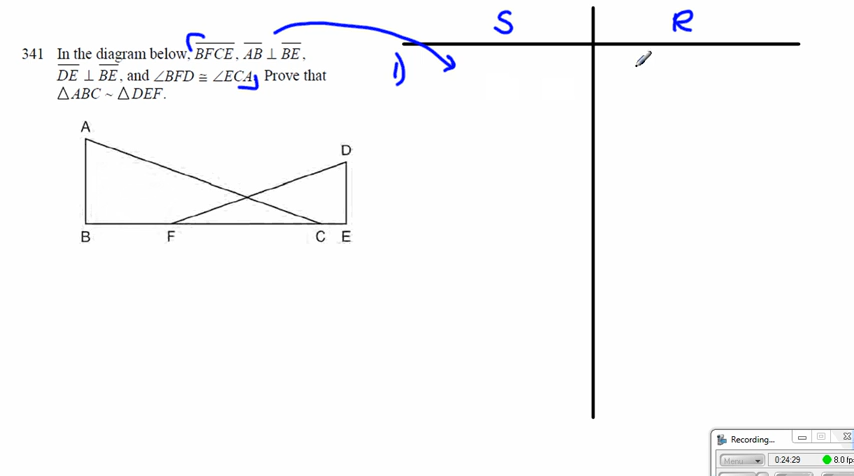 S R
341 In the diagram below, BFCE, AB ⊥ BE,
DE ⊥ BE, and ∠BFD ≅ ∠ECA. Prove that
△ABC ~ △DEF.
1)
A
D
B F C E
Recording...
Menu 0:24:29 8.0 fps